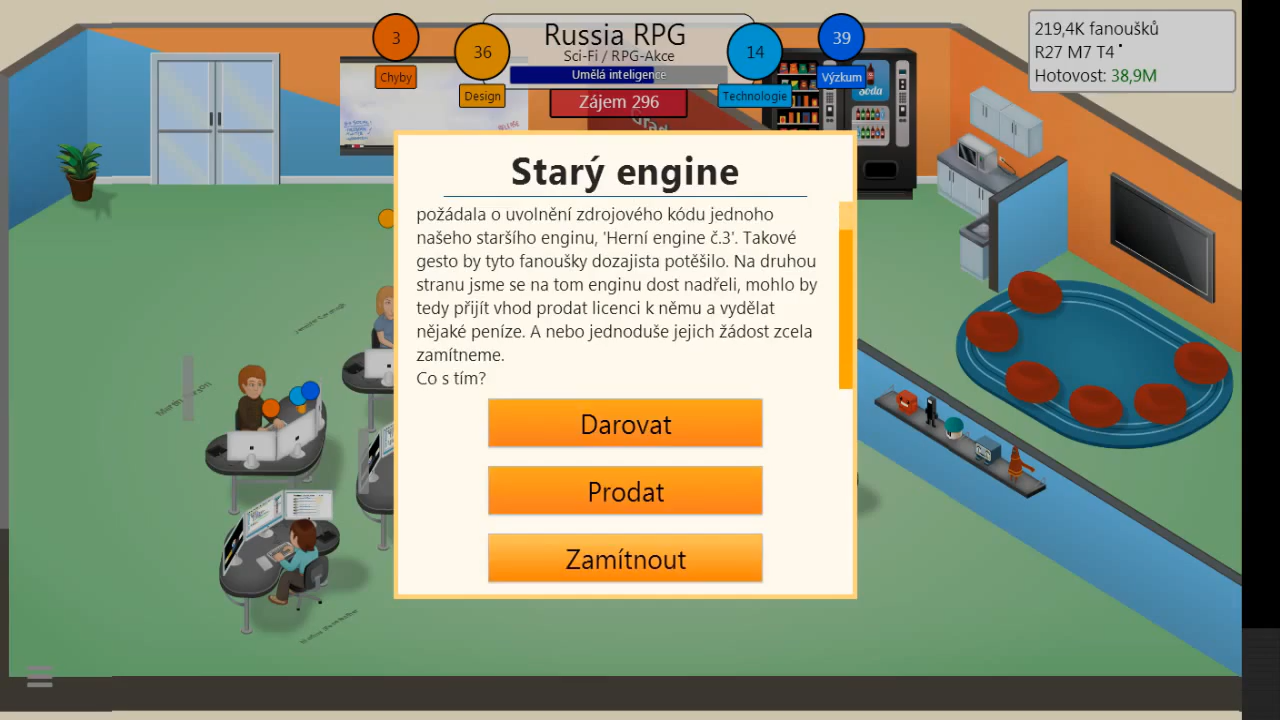 3
Chyby
36
Design
Russia RPG
Sci-Fi / RPG-Akce
Umělá inteligence
Zájem 296
14
Technologie
39
Výzkum
219,4K fanoušků
R27 M7 T4
Hotovost: 38,9M
Soda
Starý engine
požádala o uvolnění zdrojového kódu jednoho
našeho staršího enginu, 'Herní engine č.3'. Takové
gesto by tyto fanoušky dozajista potěšilo. Na druhou
stranu jsme se na tom enginu dost nadřeli, mohlo by
tedy přijít vhod prodat licenci k němu a vydělat
nějaké peníze. A nebo jednoduše jejich žádost zcela
zamítneme.
Co s tím?
Darovat
Prodat
Zamítnout